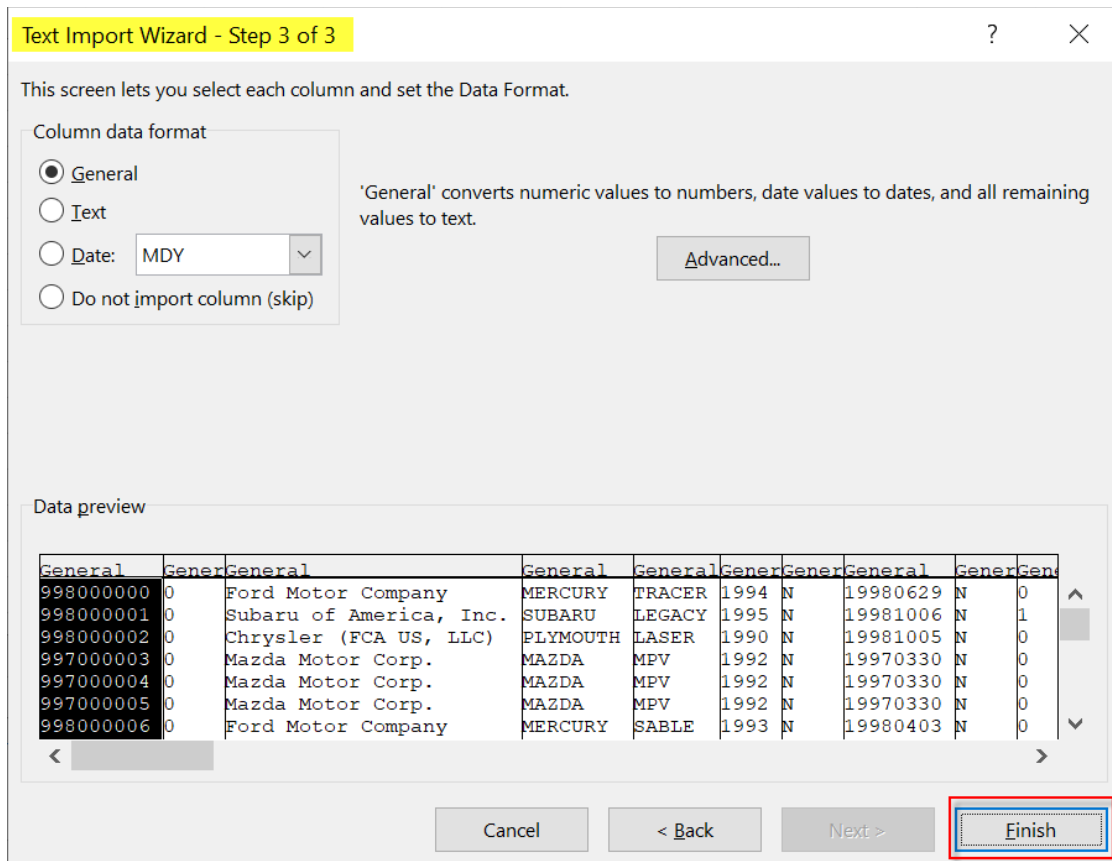 Text Import Wizard - Step 3 of 3 ?
This screen lets you select each column and set the Data Format.
Column data format
General
Text
Date: MDY
Do not import column (skip)
'General' converts numeric values to numbers, date values to dates, and all remaining
values to text.
Advanced...
Data preview
General Gener General General General Gener Gener General Gener Gene
998000000 0 Ford Motor Company MERCURY TRACER 1994 N 19980629 N 0
998000001 0 Subaru of America, Inc. SUBARU LEGACY 1995 N 19981006 N 1
998000002 0 Chrysler (FCA US, LLC) PLYMOUTH LASER 1990 N 19981005 N 0
997000003 0 Mazda Motor Corp. MAZDA MPV 1992 N 19970330 N 0
997000004 0 Mazda Motor Corp. MAZDA MPV 1992 N 19970330 N 0
997000005 0 Mazda Motor Corp. MAZDA MPV 1992 N 19970330 N 0
998000006 0 Ford Motor Company MERCURY SABLE 1993 N 19980403 N 0
Cancel < Back Next > Finish